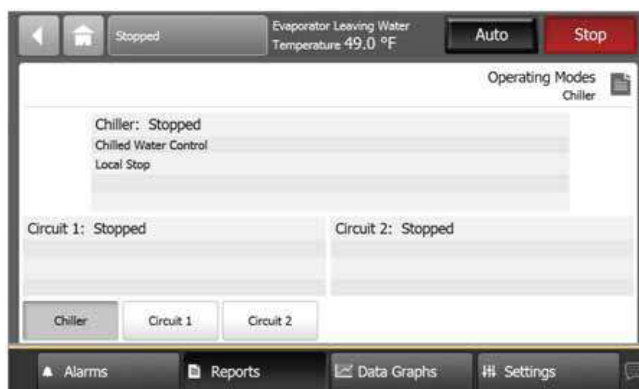 Stopped
Evaporator Leaving Water
Temperature 49.0 °F
Auto
Stop
Operating Modes
Chiller
Chiller: Stopped
Chilled Water Control
Local Stop
Circuit 1: Stopped
Circuit 2: Stopped
Chiller
Circuit 1
Circuit 2
Alarms
Reports
Data Graphs
Settings